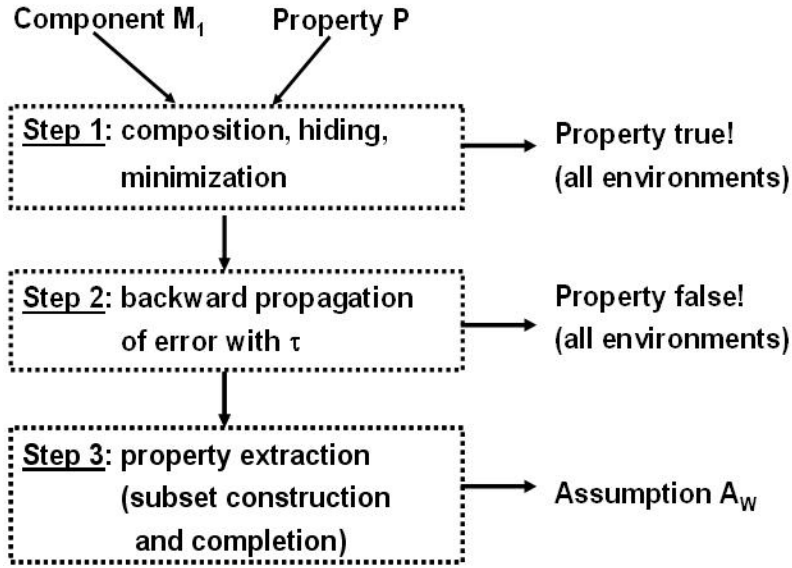 Component M₁
Property P
Step 1: composition, hiding,
minimization
Property true!
(all environments)
Step 2: backward propagation
of error with τ
Property false!
(all environments)
Step 3: property extraction
(subset construction
and completion)
Assumption A_W